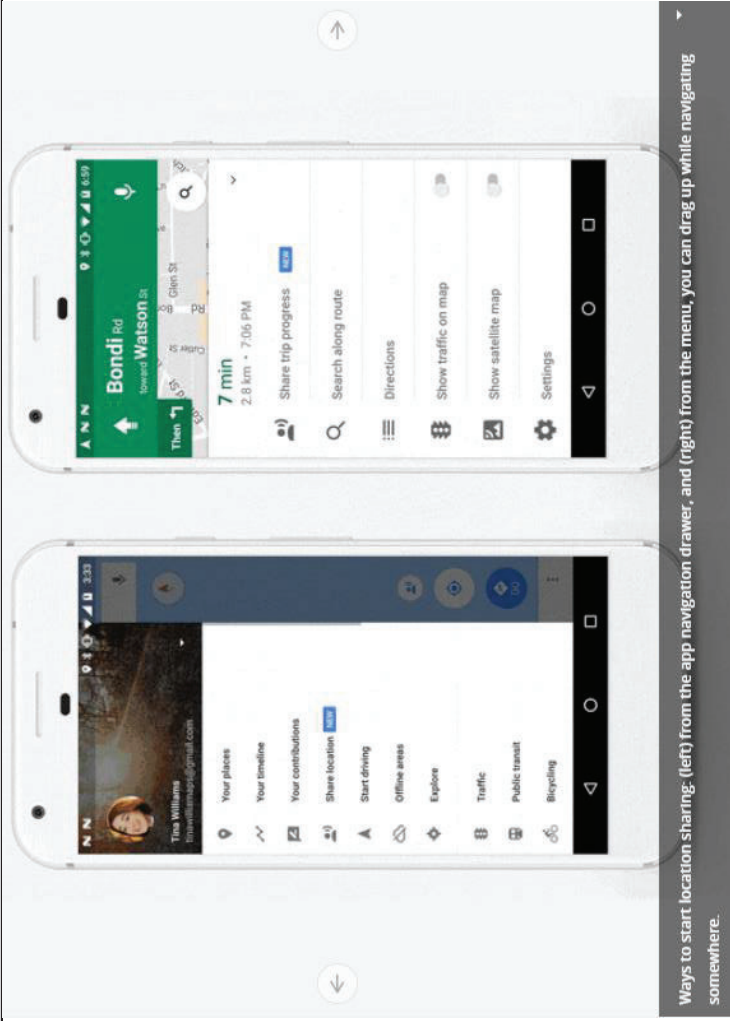 3:33
Tina Williams
tinawilliamaps@gmail.com
Your places
Your timeline
Your contributions
Share location NEW
Start driving
Offline areas
Explore
Traffic
Public transit
Bicycling
GO
6:59
Bondi Rd
toward Watson St
Then
Glen St
Rd
Cutler St
7 min
2.8 km • 7:06 PM
Share trip progress NEW
Search along route
Directions
Show traffic on map
Show satellite map
Settings
Ways to start location sharing: (left) from the app navigation drawer, and (right) from the menu, you can drag up while navigating
somewhere.